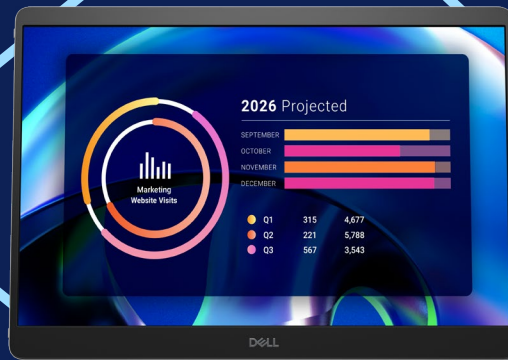 2026 Projected
SEPTEMBER
OCTOBER
NOVEMBER
DECEMBER
Marketing
Website Visits
Q1 315 4,677
Q2 221 5,788
Q3 567 3,543
DELL